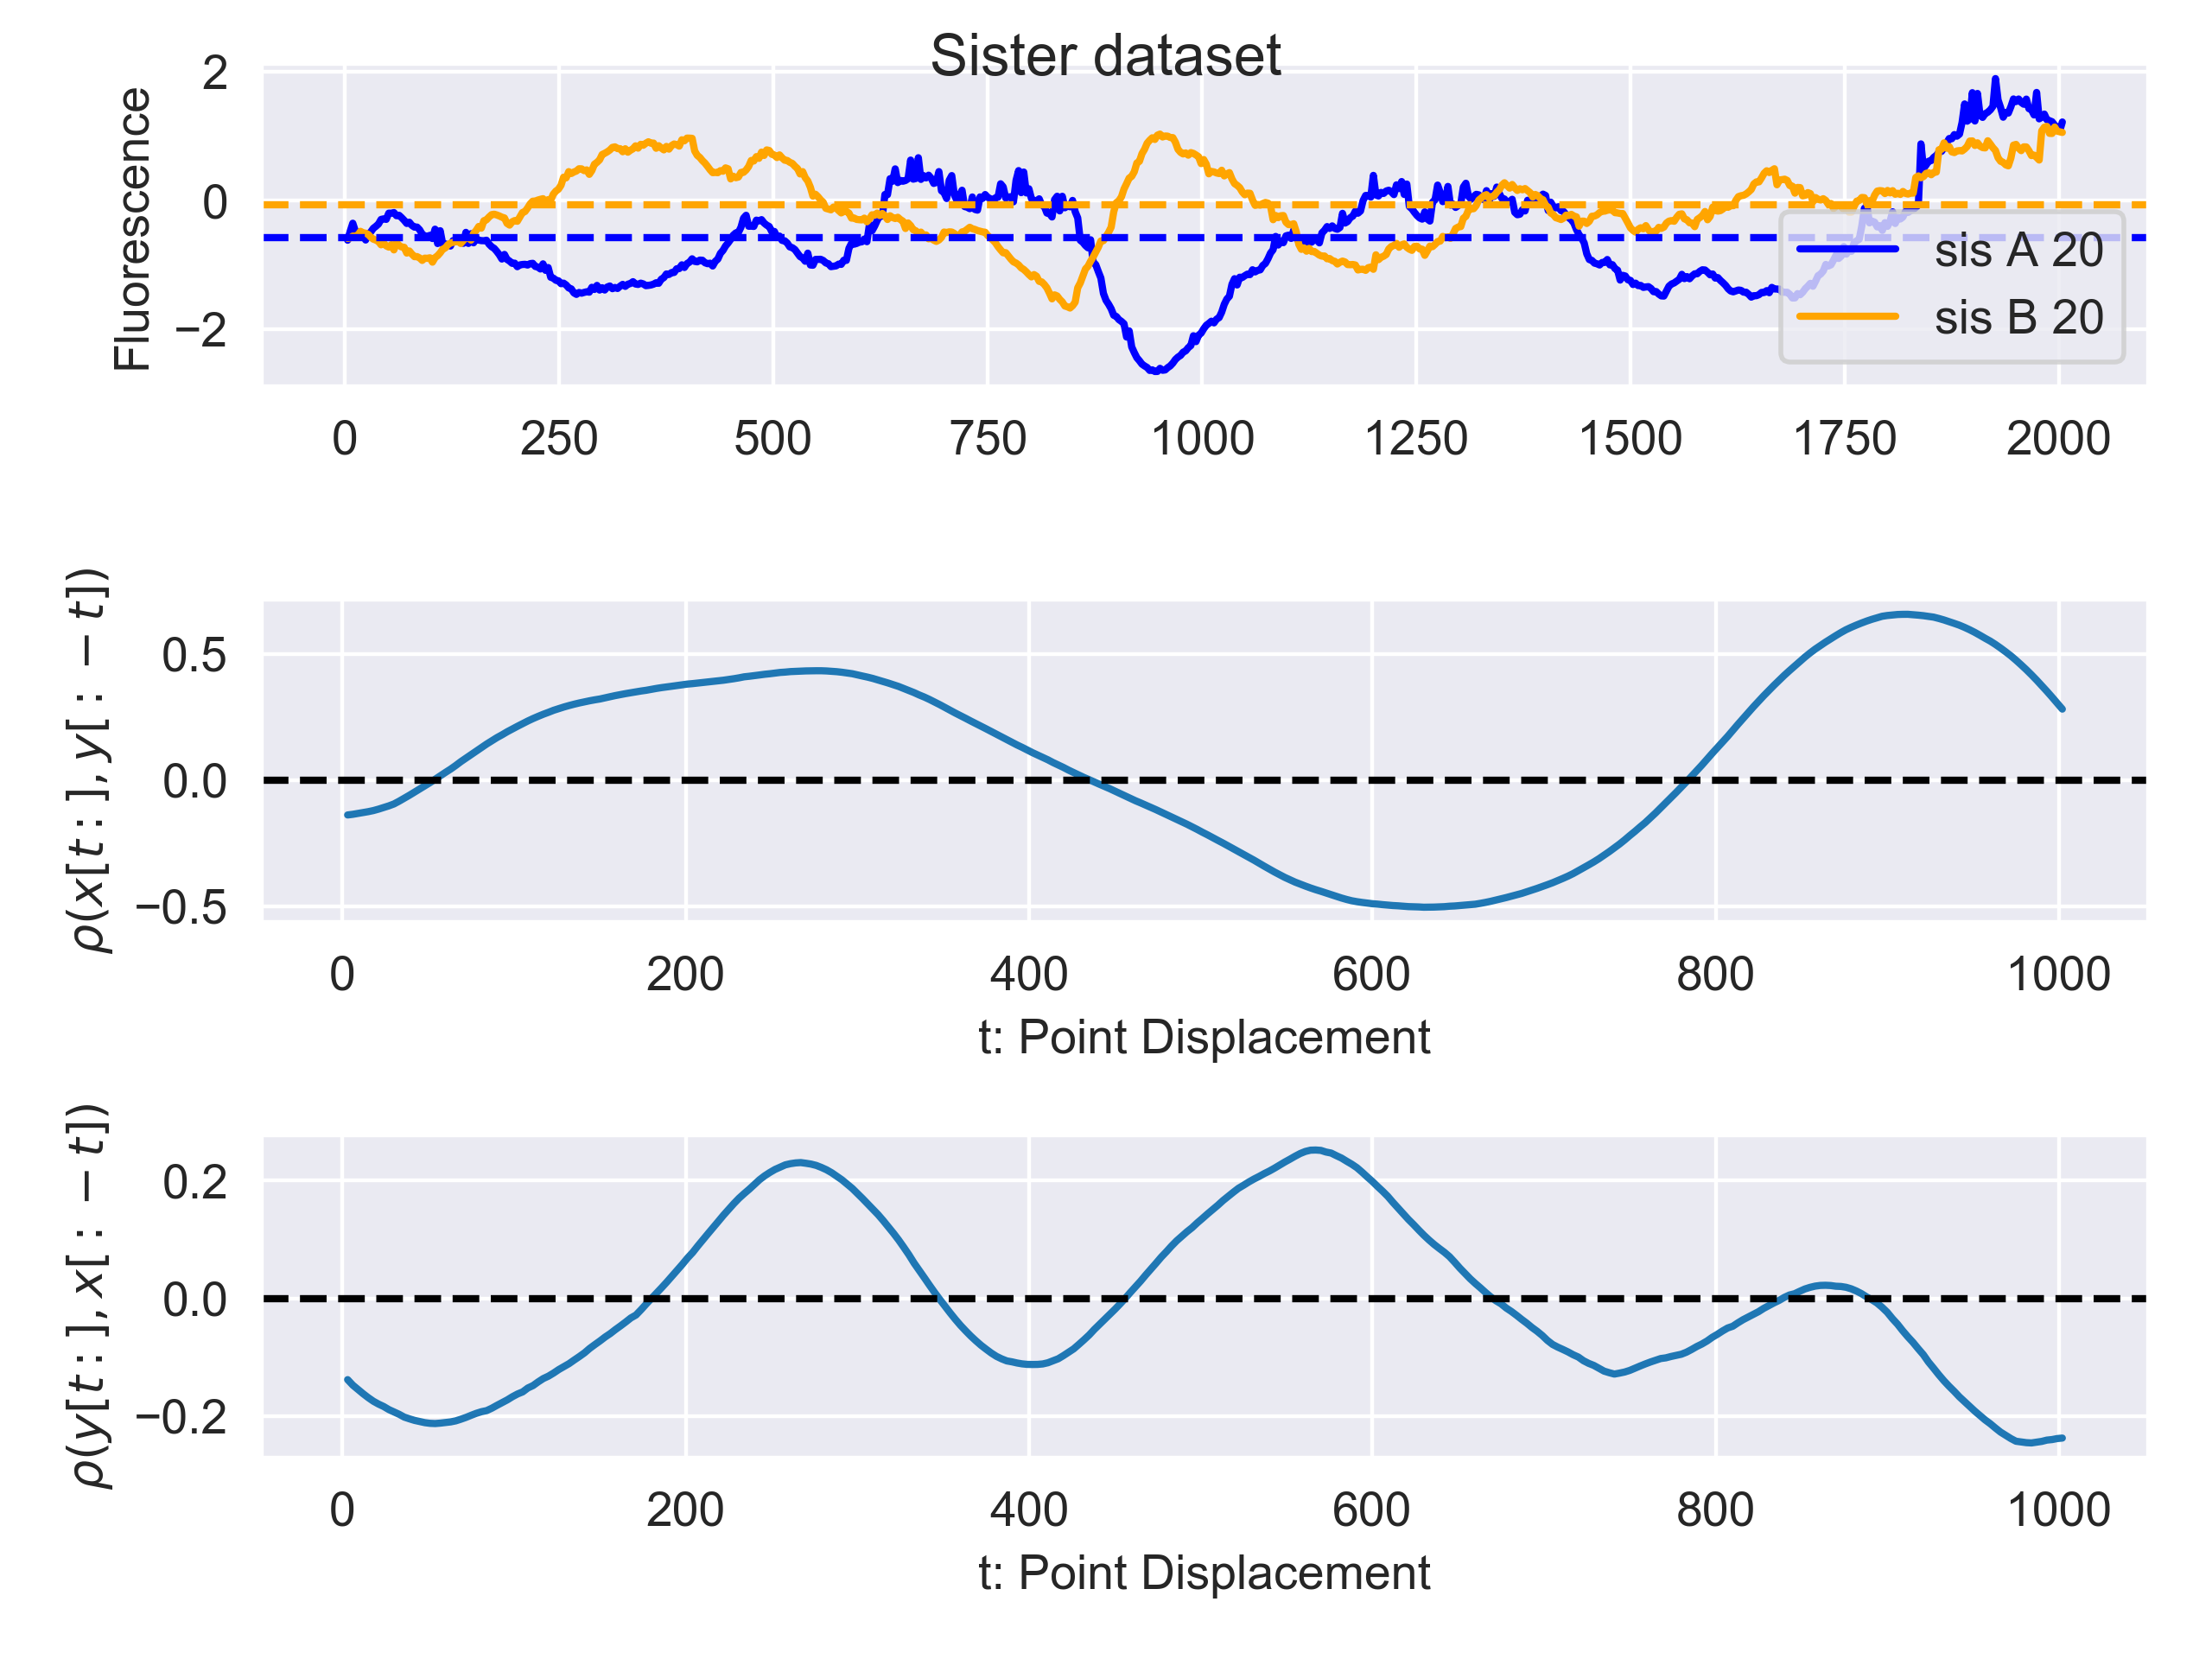 Sister dataset
Fluorescence
2
0
−2
sis A 20
sis B 20
0 250 500 750 1000 1250 1500 1750 2000
ρ(x[t:], y[: − t])
0.5
0.0
−0.5
0 200 400 600 800 1000
t: Point Displacement
ρ(y[t:], x[: − t])
0.2
0.0
−0.2
0 200 400 600 800 1000
t: Point Displacement